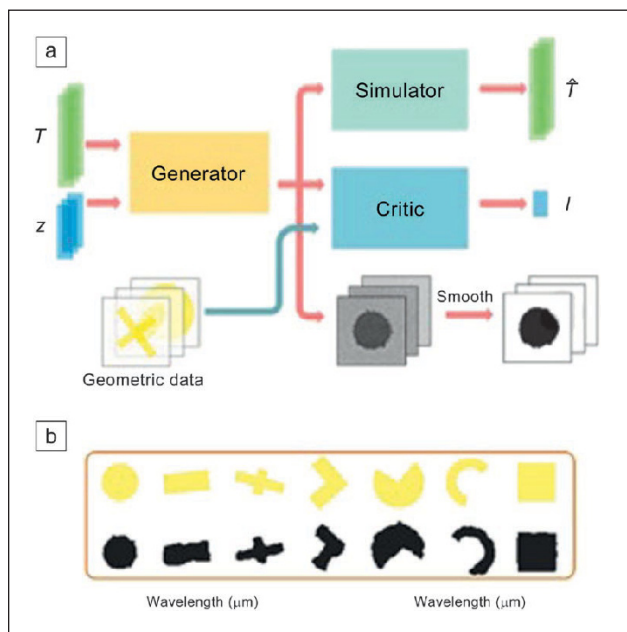 a
Simulator
T̂
T
Generator
z
Critic
l
Smooth
Geometric data
b
Wavelength (μm)
Wavelength (μm)